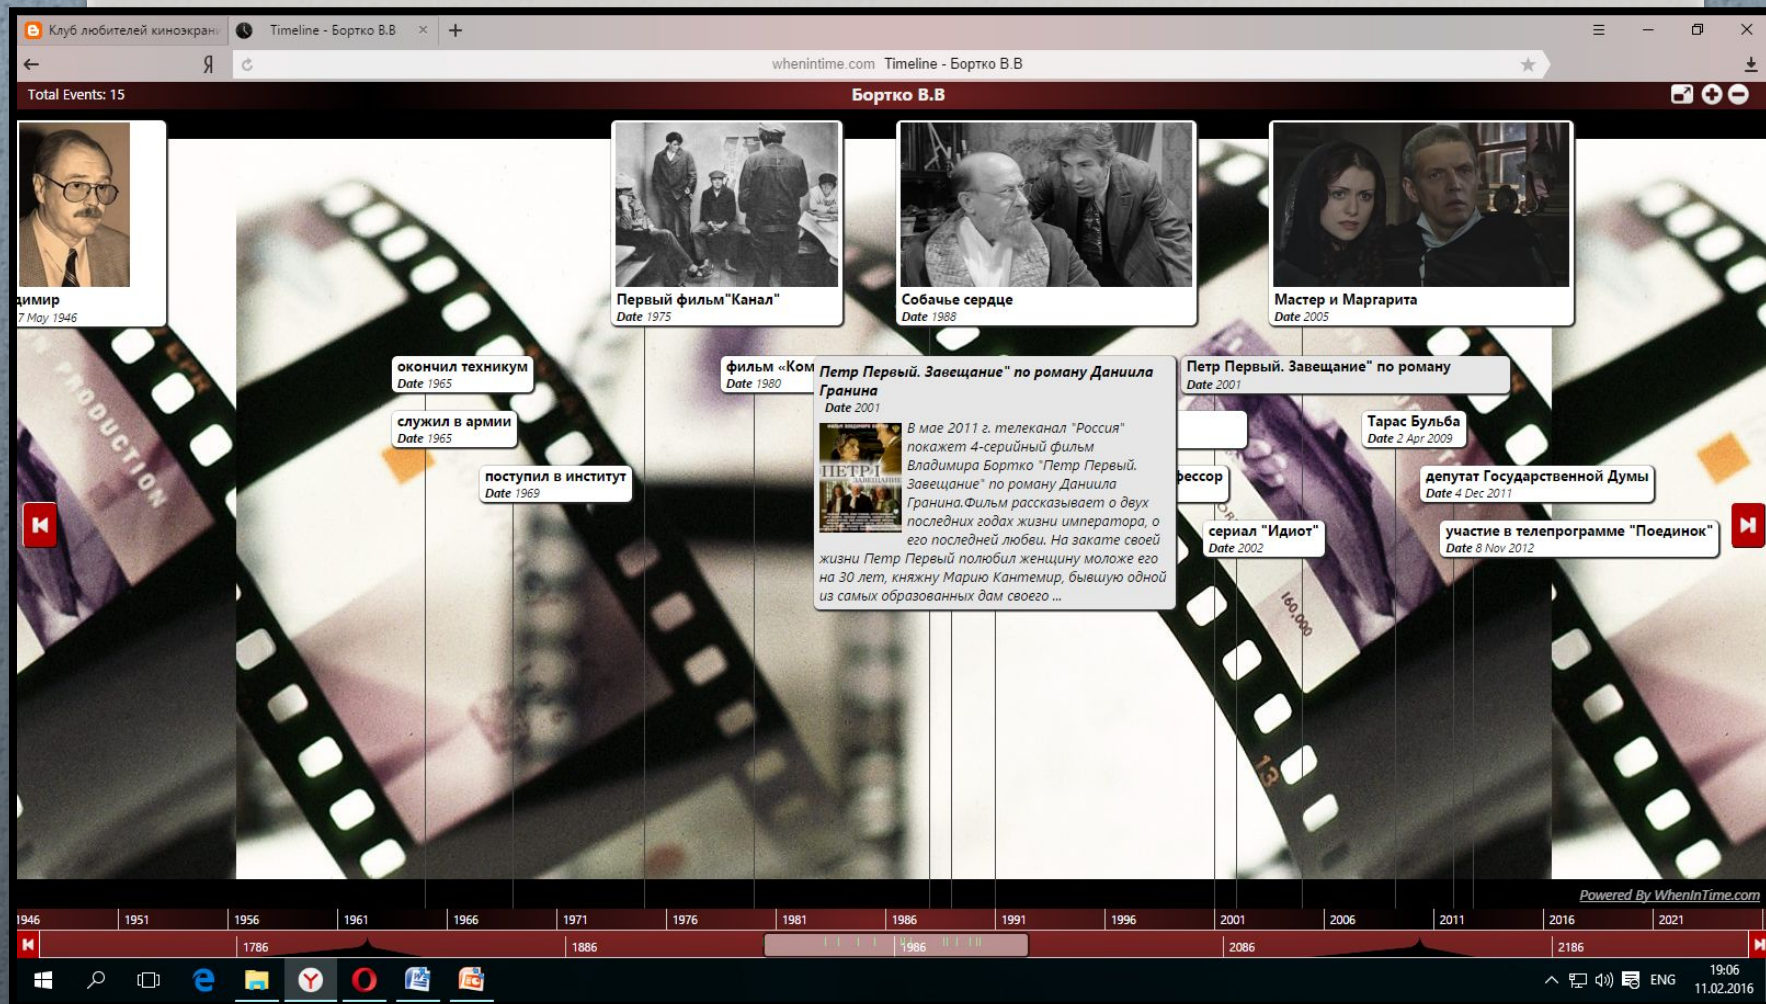 Клуб любителей киноэкран
Timeline - Бортко В.В
Я
whenintime.com Timeline - Бортко В.В
Total Events: 15
Бортко В.В
димир
7 May 1946
Первый фильм"Канал"
Date 1975
Собачье сердце
Date 1988
Мастер и Маргарита
Date 2005
окончил техникум
Date 1965
фильм «Ком
Date 1980
Петр Первый. Завещание" по роману Даниила
Гранина
Date 2001
Петр Первый. Завещание" по роману
Date 2001
служил в армии
Date 1965
Тарас Бульба
Date 2 Apr 2009
В мае 2011 г. телеканал "Россия"
покажет 4-серийный фильм
Владимира Бортко "Петр Первый.
Завещание" по роману Даниила
Гранина.Фильм рассказывает о двух
последних годах жизни императора, о
его последней любви. На закате своей
жизни Петр Первый полюбил женщину моложе его
на 30 лет, княжну Марию Кантемир, бывшую одной
из самых образованных дам своего ...
ПЕТР I
ЗАВЕЩАНИЕ
поступил в институт
Date 1969
фессор
депутат Государственной Думы
Date 4 Dec 2011
сериал "Идиот"
Date 2002
участие в телепрограмме "Поединок"
Date 8 Nov 2012
PRODUCTION
160,000
13
Powered By WhenInTime.com
1946 1951 1956 1961 1966 1971 1976 1981 1986 1991 1996 2001 2006 2011 2016 2021
1786 1886 1986 2086 2186
ENG
19:06
11.02.2016